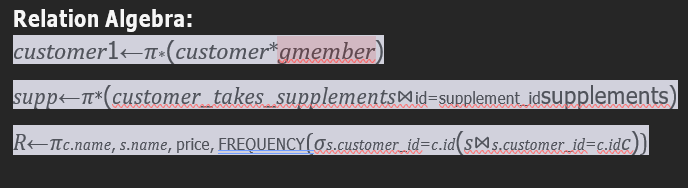 Relation Algebra:
customer1←π*(customer*gmember)
supp←π*(customer_takes_supplements⋈id=supplement_idsupplements)
R←πc.name, s.name, price, FREQUENCY(σs.customer_id=c.id(s⋈s.customer_id=c.idc))